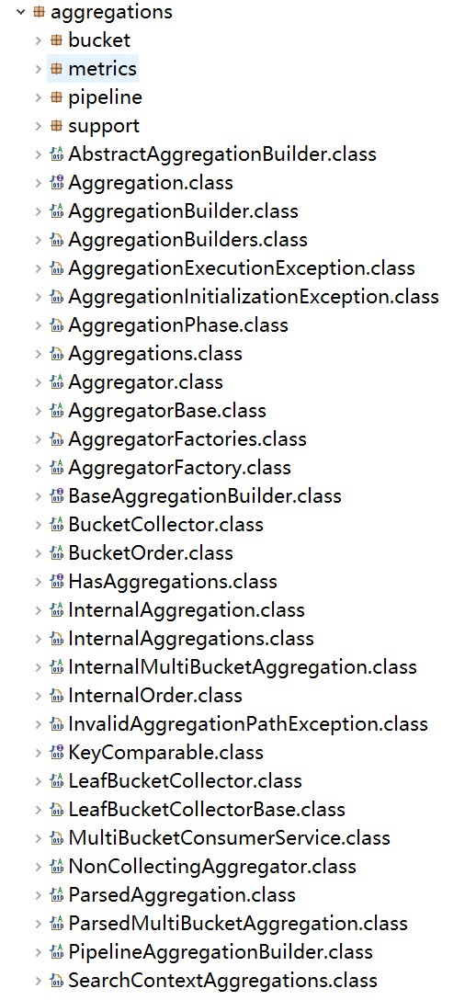 aggregations
bucket
metrics
pipeline
support
AbstractAggregationBuilder.class
Aggregation.class
AggregationBuilder.class
AggregationBuilders.class
AggregationExecutionException.class
AggregationInitializationException.class
AggregationPhase.class
Aggregations.class
Aggregator.class
AggregatorBase.class
AggregatorFactories.class
AggregatorFactory.class
BaseAggregationBuilder.class
BucketCollector.class
BucketOrder.class
HasAggregations.class
InternalAggregation.class
InternalAggregations.class
InternalMultiBucketAggregation.class
InternalOrder.class
InvalidAggregationPathException.class
KeyComparable.class
LeafBucketCollector.class
LeafBucketCollectorBase.class
MultiBucketConsumerService.class
NonCollectingAggregator.class
ParsedAggregation.class
ParsedMultiBucketAggregation.class
PipelineAggregationBuilder.class
SearchContextAggregations.class